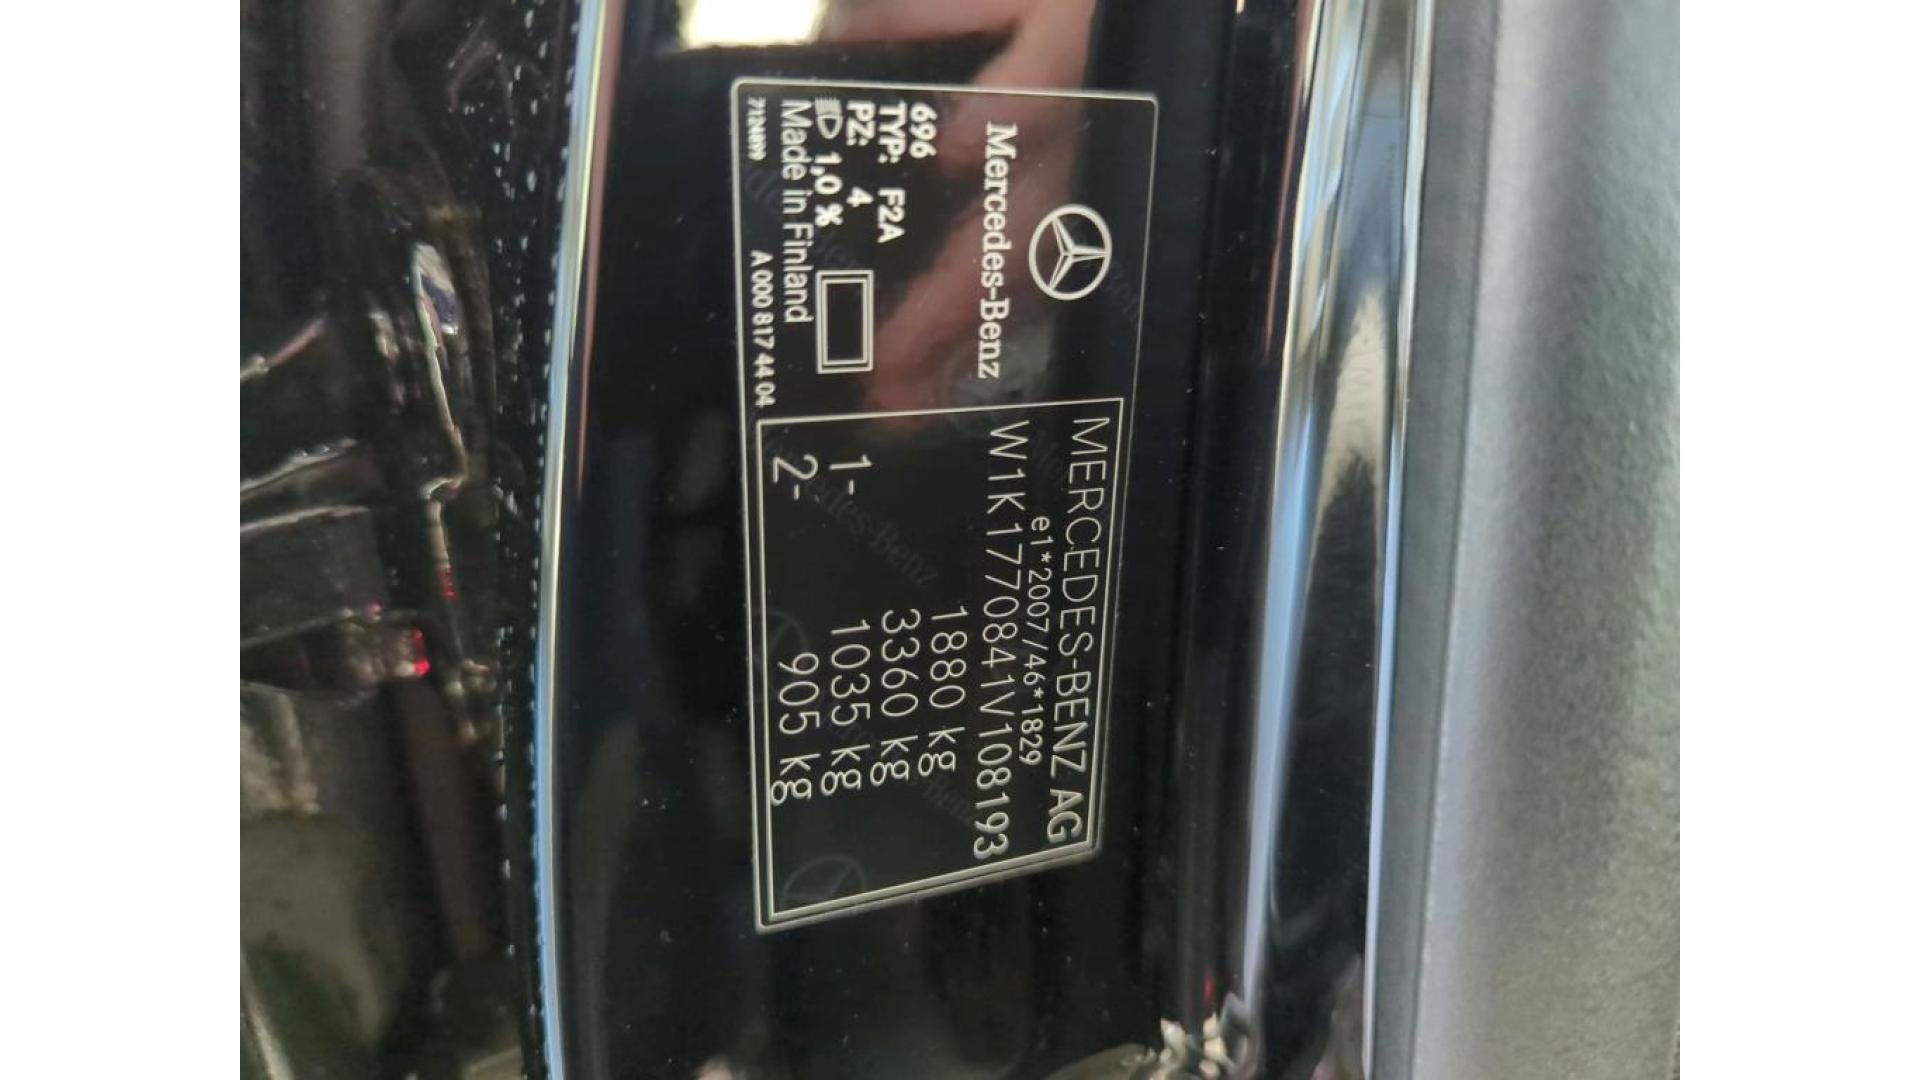 Mercedes-Benz
696
TYP: F2A
PZ: 4
1,0 %
Made in Finland
7124899 A 000 817 44 04
MERCEDES-BENZ AG
e1*2007/46*1829
W1K1770841V108193
1880 kg
3360 kg
1- 1035 kg
2- 905 kg